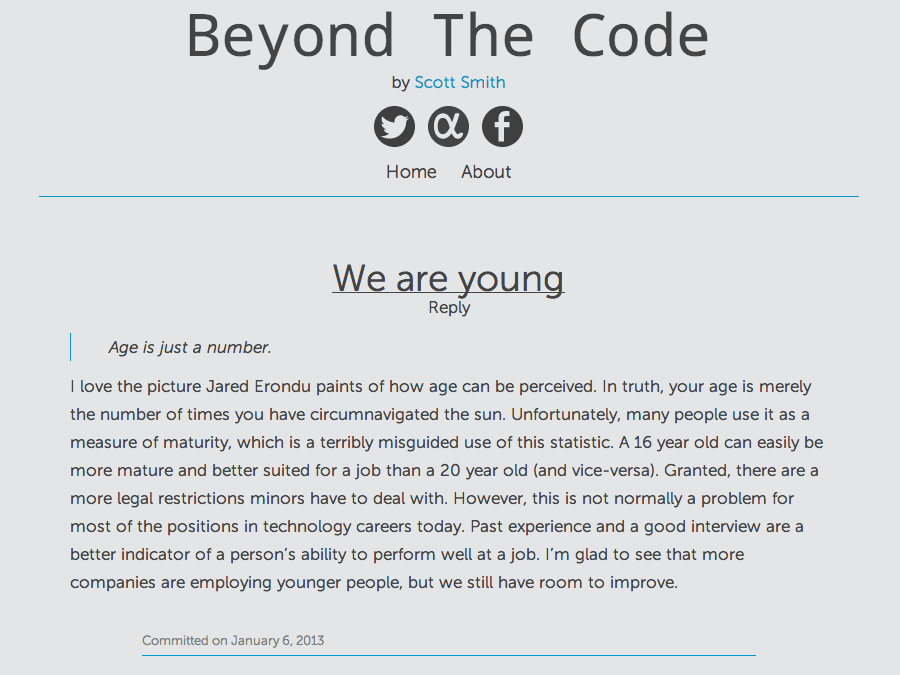 Beyond The Code
by Scott Smith
Home About
We are young
Reply
Age is just a number.
I love the picture Jared Erondu paints of how age can be perceived. In truth, your age is merely
the number of times you have circumnavigated the sun. Unfortunately, many people use it as a
measure of maturity, which is a terribly misguided use of this statistic. A 16 year old can easily be
more mature and better suited for a job than a 20 year old (and vice-versa). Granted, there are a
more legal restrictions minors have to deal with. However, this is not normally a problem for
most of the positions in technology careers today. Past experience and a good interview are a
better indicator of a person’s ability to perform well at a job. I’m glad to see that more
companies are employing younger people, but we still have room to improve.
Committed on January 6, 2013